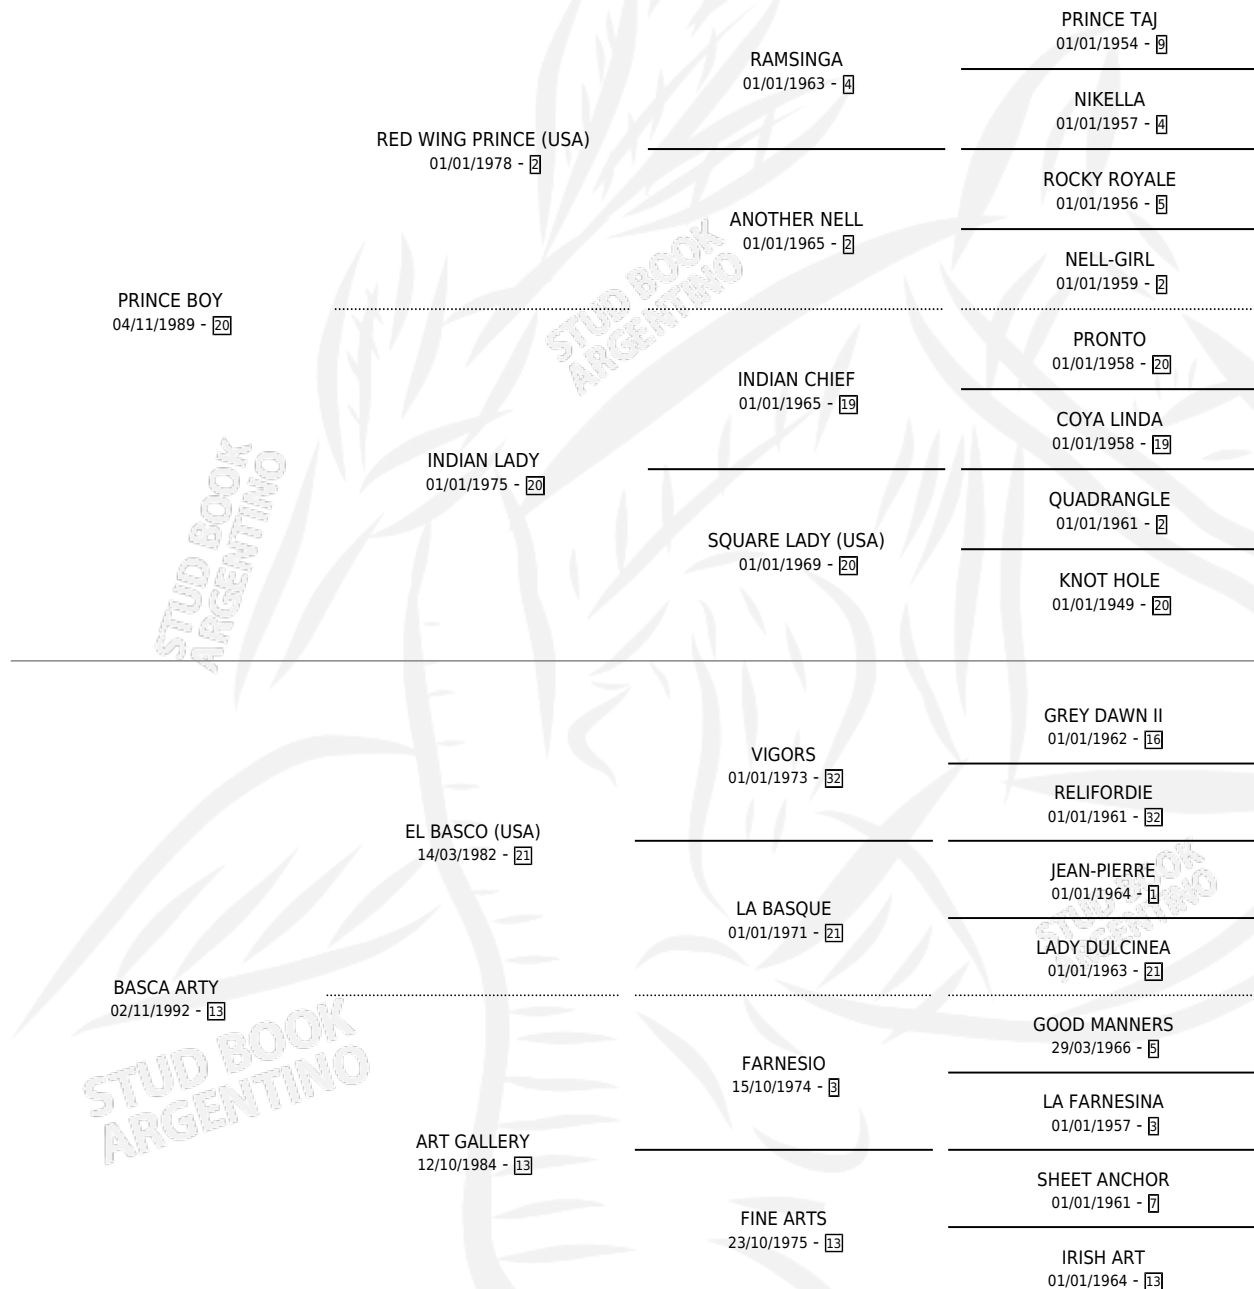 PRINCE TAJ
01/01/1954 - 9
RAMSINGA
01/01/1963 - 4
NIKELLA
01/01/1957 - 4
RED WING PRINCE (USA)
01/01/1978 - 2
ROCKY ROYALE
01/01/1956 - 5
ANOTHER NELL
01/01/1965 - 2
NELL-GIRL
01/01/1959 - 2
PRINCE BOY
04/11/1989 - 20
PRONTO
01/01/1958 - 20
INDIAN CHIEF
01/01/1965 - 19
COYA LINDA
01/01/1958 - 19
INDIAN LADY
01/01/1975 - 20
QUADRANGLE
01/01/1961 - 2
SQUARE LADY (USA)
01/01/1969 - 20
KNOT HOLE
01/01/1949 - 20
GREY DAWN II
01/01/1962 - 16
VIGORS
01/01/1973 - 32
RELIFORDIE
01/01/1961 - 32
EL BASCO (USA)
14/03/1982 - 21
JEAN-PIERRE
01/01/1964 - 1
LA BASQUE
01/01/1971 - 21
LADY DULCINEA
01/01/1963 - 21
BASCA ARTY
02/11/1992 - 13
GOOD MANNERS
29/03/1966 - 5
FARNESIO
15/10/1974 - 3
LA FARNESINA
01/01/1957 - 3
ART GALLERY
12/10/1984 - 13
SHEET ANCHOR
01/01/1961 - 7
FINE ARTS
23/10/1975 - 13
IRISH ART
01/01/1964 - 13
STUD BOOK
ARGENTINO
STUD BOOK
ARGENTINO
STUD BOOK
ARGENTINO
STUD BOOK
ARGENTINO